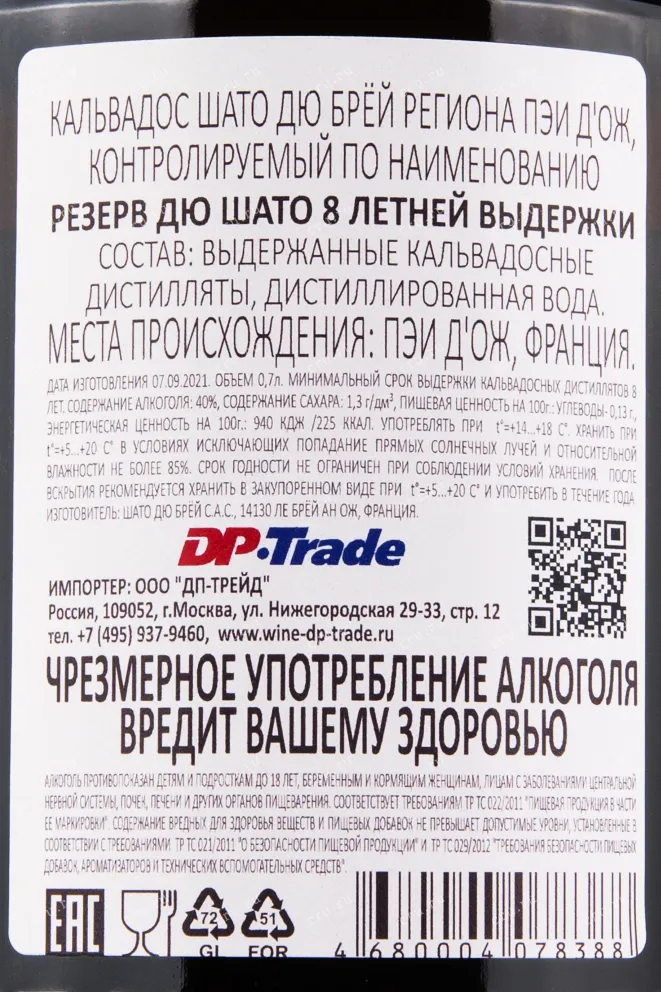 КАЛЬВАДОС ШАТО ДЮ БРЁЙ РЕГИОНА ПЭИ Д'ОЖ,
КОНТРОЛИРУЕМЫЙ ПО НАИМЕНОВАНИЮ
РЕЗЕРВ ДЮ ШАТО 8 ЛЕТНЕЙ ВЫДЕРЖКИ
СОСТАВ: ВЫДЕРЖАННЫЕ КАЛЬВАДОСНЫЕ
ДИСТИЛЛЯТЫ, ДИСТИЛЛИРОВАННАЯ ВОДА.
МЕСТА ПРОИСХОЖДЕНИЯ: ПЭИ Д'ОЖ, ФРАНЦИЯ.
ДАТА ИЗГОТОВЛЕНИЯ 07.09.2021. ОБЪЕМ 0,7л. МИНИМАЛЬНЫЙ СРОК ВЫДЕРЖКИ КАЛЬВАДОСНЫХ ДИСТИЛЛЯТОВ 8
ЛЕТ. СОДЕРЖАНИЕ АЛКОГОЛЯ: 40%, СОДЕРЖАНИЕ САХАРА: 1,3 г/дм³, ПИЩЕВАЯ ЦЕННОСТЬ НА 100г.: УГЛЕВОДЫ- 0,13 г.,
ЭНЕРГЕТИЧЕСКАЯ ЦЕННОСТЬ НА 100г.: 940 КДЖ /225 ККАЛ. УПОТРЕБЛЯТЬ ПРИ t°=+14...+18 C°. ХРАНИТЬ ПРИ
t°=+5...+20 C° В УСЛОВИЯХ ИСКЛЮЧАЮЩИХ ПОПАДАНИЕ ПРЯМЫХ СОЛНЕЧНЫХ ЛУЧЕЙ И ОТНОСИТЕЛЬНОЙ
ВЛАЖНОСТИ НЕ БОЛЕЕ 85%. СРОК ГОДНОСТИ НЕ ОГРАНИЧЕН ПРИ СОБЛЮДЕНИИ УСЛОВИЙ ХРАНЕНИЯ. ПОСЛЕ
ВСКРЫТИЯ РЕКОМЕНДУЕТСЯ ХРАНИТЬ В ЗАКУПОРЕННОМ ВИДЕ ПРИ t°=+5...+20 C° И УПОТРЕБИТЬ В ТЕЧЕНИЕ ГОДА.
ИЗГОТОВИТЕЛЬ: ШАТО ДЮ БРЁЙ С.А.С., 14130 ЛЕ БРЁЙ АН ОЖ, ФРАНЦИЯ.
DP·Trade
ИМПОРТЕР: ООО "ДП-ТРЕЙД"
Россия, 109052, г.Москва, ул. Нижегородская 29-33, стр. 12
тел. +7 (495) 937-9460, www.wine-dp-trade.ru
ЧРЕЗМЕРНОЕ УПОТРЕБЛЕНИЕ АЛКОГОЛЯ
ВРЕДИТ ВАШЕМУ ЗДОРОВЬЮ
АЛКОГОЛЬ ПРОТИВОПОКАЗАН ДЕТЯМ И ПОДРОСТКАМ ДО 18 ЛЕТ, БЕРЕМЕННЫМ И КОРМЯЩИМ ЖЕНЩИНАМ, ЛИЦАМ С ЗАБОЛЕВАНИЯМИ ЦЕНТРАЛЬНОЙ
НЕРВНОЙ СИСТЕМЫ, ПОЧЕК, ПЕЧЕНИ И ДРУГИХ ОРГАНОВ ПИЩЕВАРЕНИЯ. СООТВЕТСТВУЕТ ТРЕБОВАНИЯМ ТР ТС 022/2011 "ПИЩЕВАЯ ПРОДУКЦИЯ В ЧАСТИ
ЕЕ МАРКИРОВКИ". СОДЕРЖАНИЕ ВРЕДНЫХ ДЛЯ ЗДОРОВЬЯ ВЕЩЕСТВ И ПИЩЕВЫХ ДОБАВОК НЕ ПРЕВЫШАЕТ ДОПУСТИМЫЕ УРОВНИ, УСТАНОВЛЕННЫЕ В
СООТВЕТСТВИИ С ТРЕБОВАНИЯМИ: ТР ТС 021/2011 "О БЕЗОПАСНОСТИ ПИЩЕВОЙ ПРОДУКЦИИ" И ТР ТС 029/2012 "ТРЕБОВАНИЯ БЕЗОПАСНОСТИ ПИЩЕВЫХ
ДОБАВОК, АРОМАТИЗАТОРОВ И ТЕХНИЧЕСКИХ ВСПОМОГАТЕЛЬНЫХ СРЕДСТВ".
EAC
72 51
GL FOR
4 680004 078388